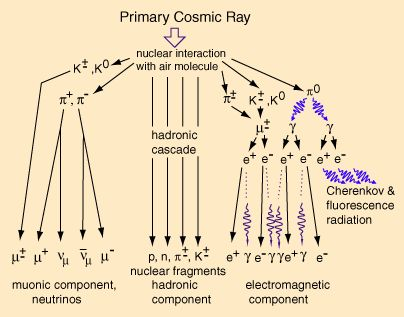 Primary Cosmic Ray
nuclear interaction
with air molecule
K±,K0
π+, π-
π±
K±,K0
π0
μ±
γ
γ
hadronic
cascade
e+ e- e+ e- e+ e-
Cherenkov &
fluorescence
radiation
μ± μ+ νμ ν̄μ μ-
p, n, π±, K±
e+ γ e- γ γ e+ γ e-
nuclear fragments
muonic component,
neutrinos
hadronic
component
electromagnetic
component